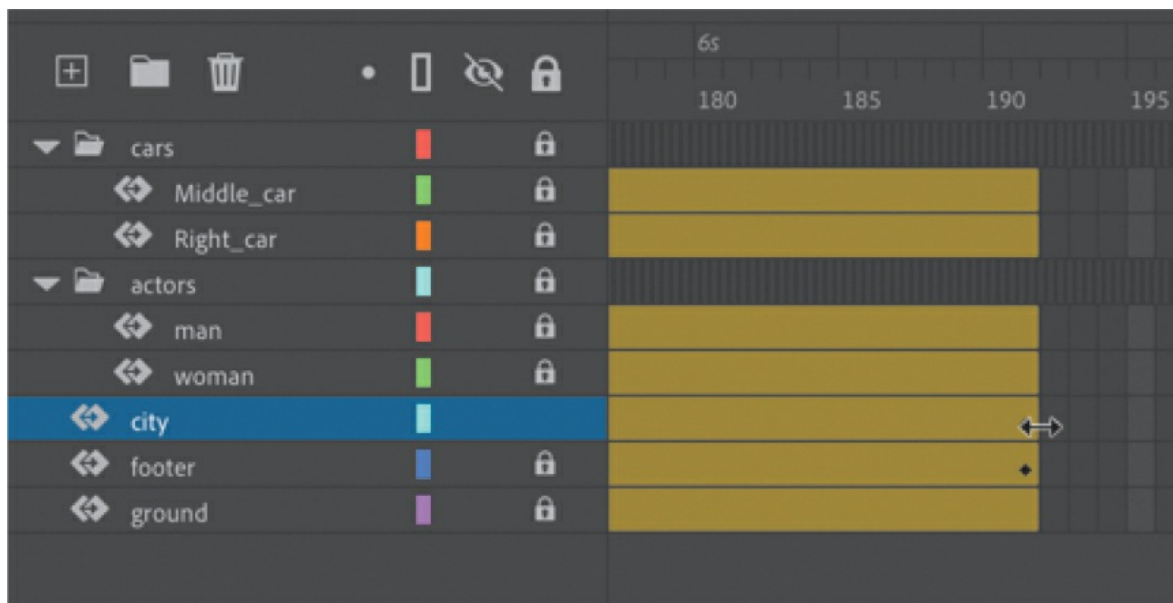 6s
180 185 190 195
cars
Middle_car
Right_car
actors
man
woman
city
footer
ground